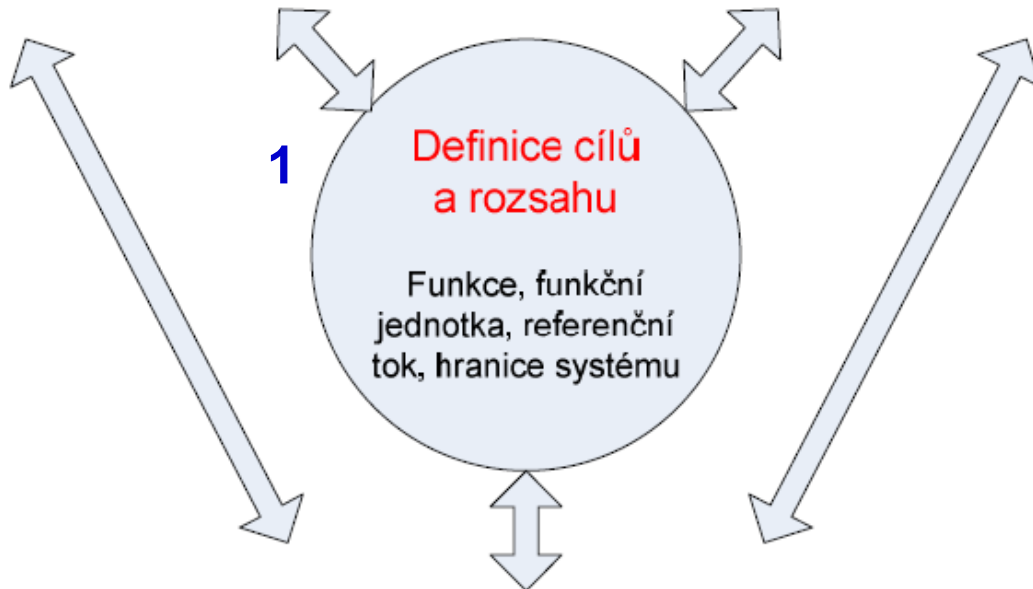 1
Definice cílů
a rozsahu
Funkce, funkční
jednotka, referenční
tok, hranice systému